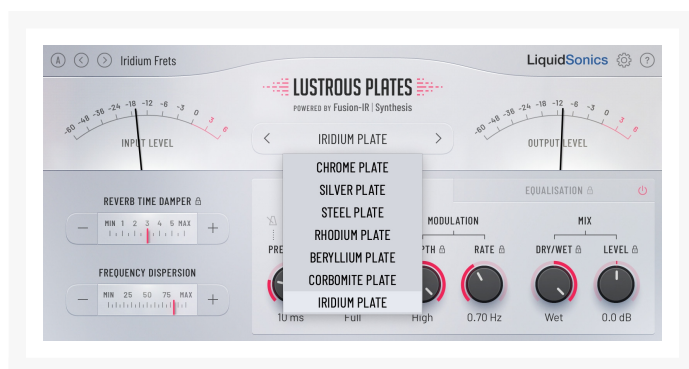 A
Iridium Frets
LiquidSonics
?
LUSTROUS PLATES
POWERED BY Fusion-IR | Synthesis
-60 -48 -36 -24 -18 -12 -6 -3 0 3 6
INPUT LEVEL
IRIDIUM PLATE
-60 -48 -36 -24 -18 -12 -6 -3 0 3 6
OUTPUT LEVEL
CHROME PLATE
SILVER PLATE
STEEL PLATE
RHODIUM PLATE
BERYLLIUM PLATE
CORBOMITE PLATE
IRIDIUM PLATE
REVERB TIME DAMPER
MIN 1 2 3 4 5 MAX
FREQUENCY DISPERSION
MIN 25 50 75 MAX
EQUALISATION
MODULATION
MIX
RATE
DRY/WET
LEVEL
10 ms
Full
High
0.70 Hz
Wet
0.0 dB